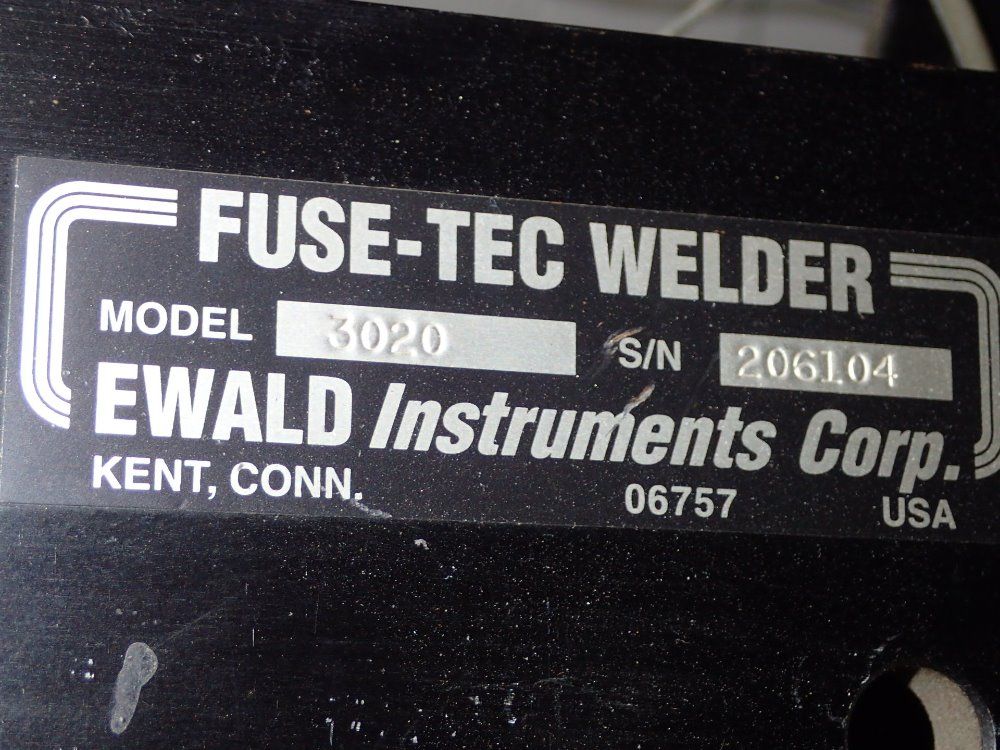 FUSE-TEC WELDER
MODEL 3020 S/N 206104
EWALD Instruments Corp.
KENT, CONN. 06757 USA